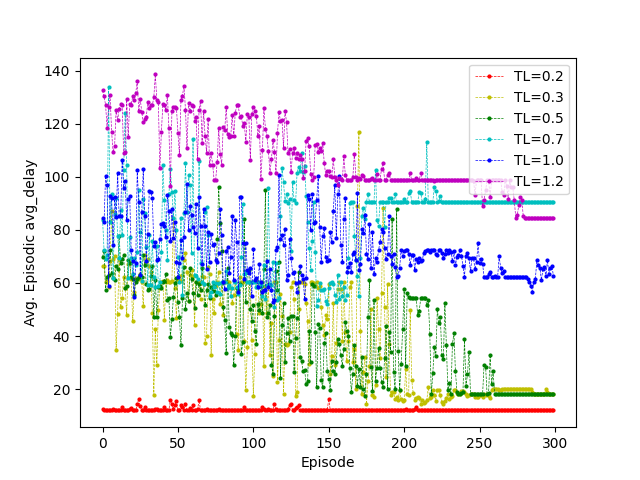 140
120
100
80
60
40
20
Avg. Episodic avg_delay
0 50 100 150 200 250 300
Episode
TL=0.2
TL=0.3
TL=0.5
TL=0.7
TL=1.0
TL=1.2